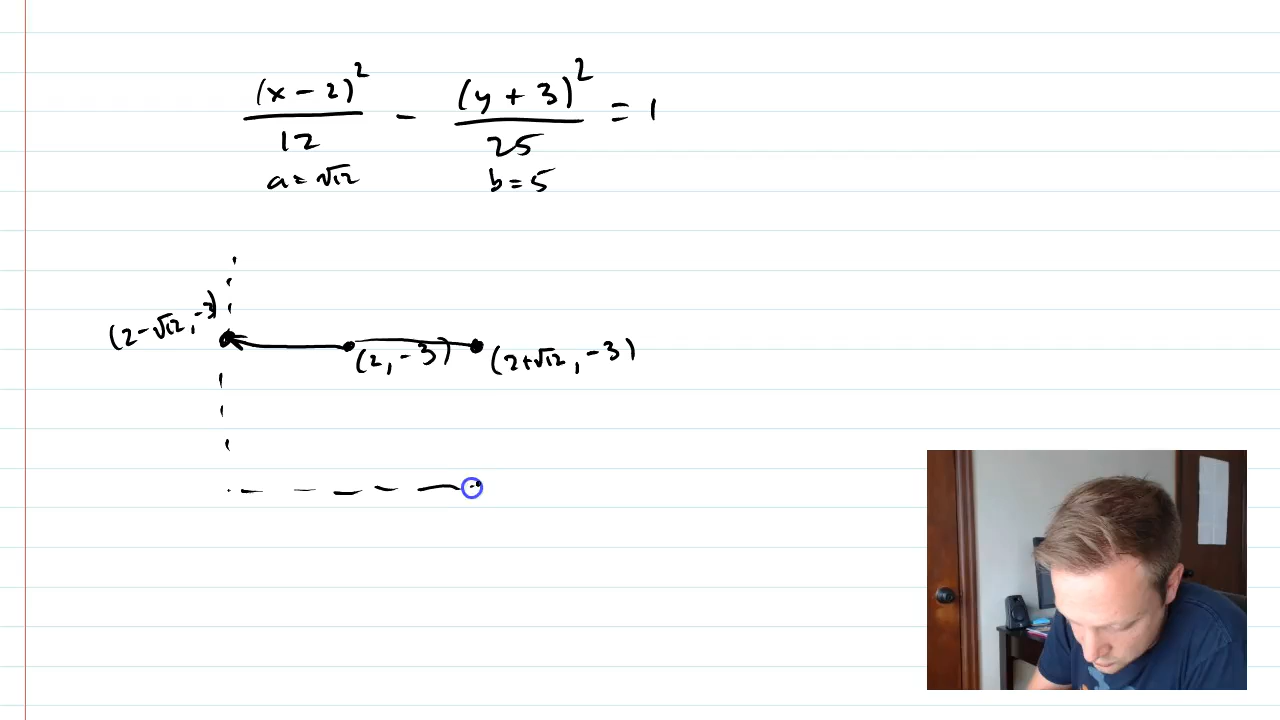 (x - 2)² / 12 - (y + 3)² / 25 = 1
a = √12 b = 5
(2-√12, -3)
(2, -3) (2+√12, -3)